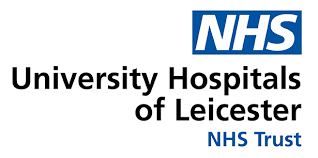 NHS
University Hospitals
of Leicester
NHS Trust